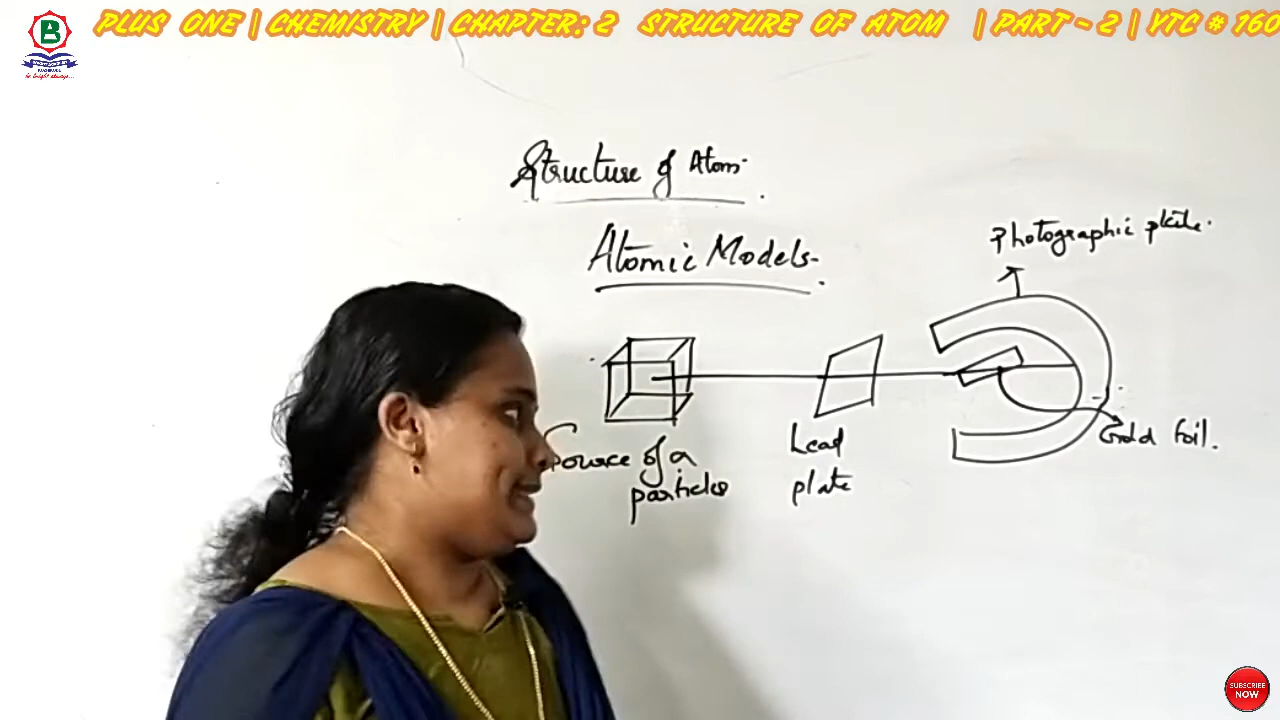 PLUS ONE | CHEMISTRY | CHAPTER: 2 STRUCTURE OF ATOM | PART - 2 | YTC # 160
B
Structure of Atom.
Atomic Models.
Photographic plate.
Source of α
particles
Lead
plate
Gold foil.
SUBSCRIBE
NOW